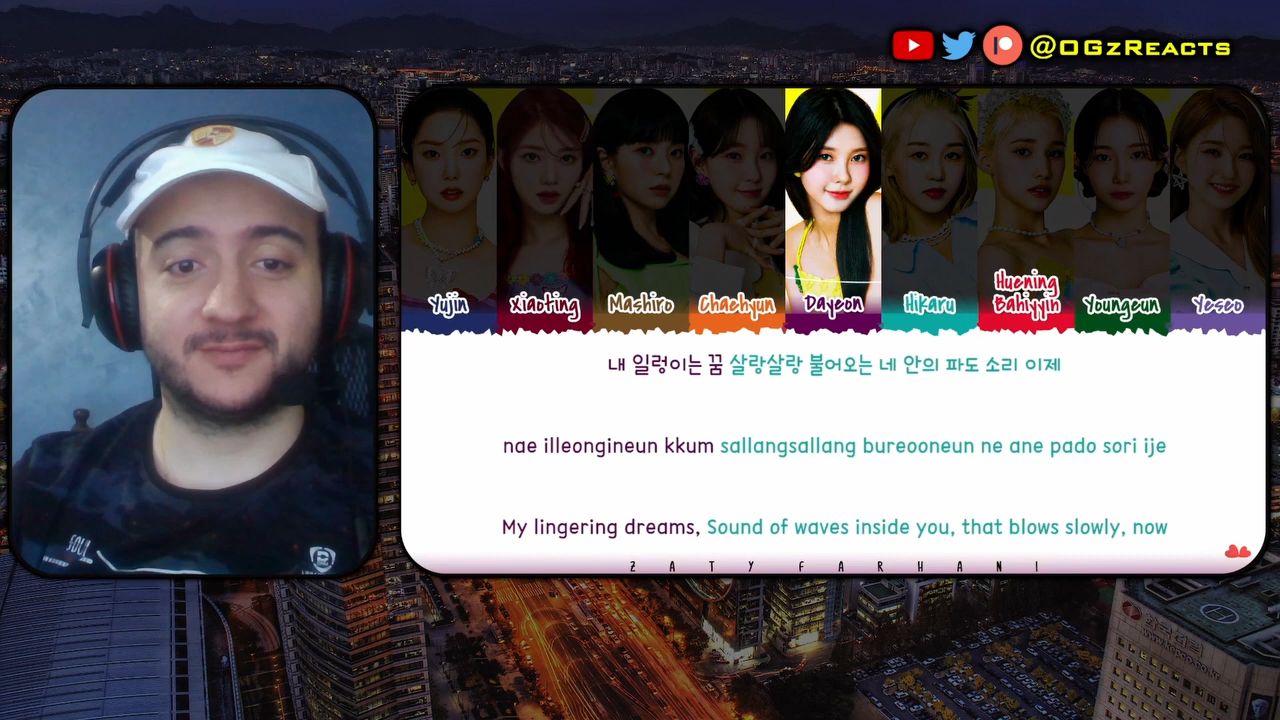 @OGzReacts
Yujin
Xiaoting
Mashiro
Chaehyun
Dayeon
Hikaru
Huening
Bahiyyih
Youngeun
Yeseo
내 일렁이는 꿈 살랑살랑 불어오는 네 안의 파도 소리 이제
nae illeongineun kkum sallangsallang bureooneun ne ane pado sori ije
My lingering dreams, Sound of waves inside you, that blows slowly, now
ZATY FARHANI